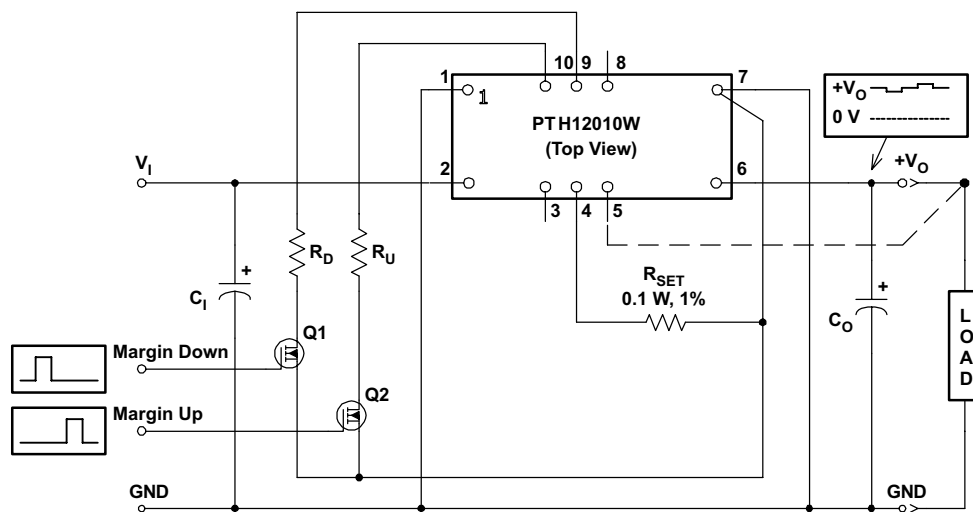 10 9 8
1
1
7
PTH12010W
(Top View)
+VO
0 V
VI
2
6
+VO
3 4 5
RD
RU
RSET
0.1 W, 1%
+
CI
+
CO
L
O
A
D
Q1
Margin Down
Q2
Margin Up
GND
GND